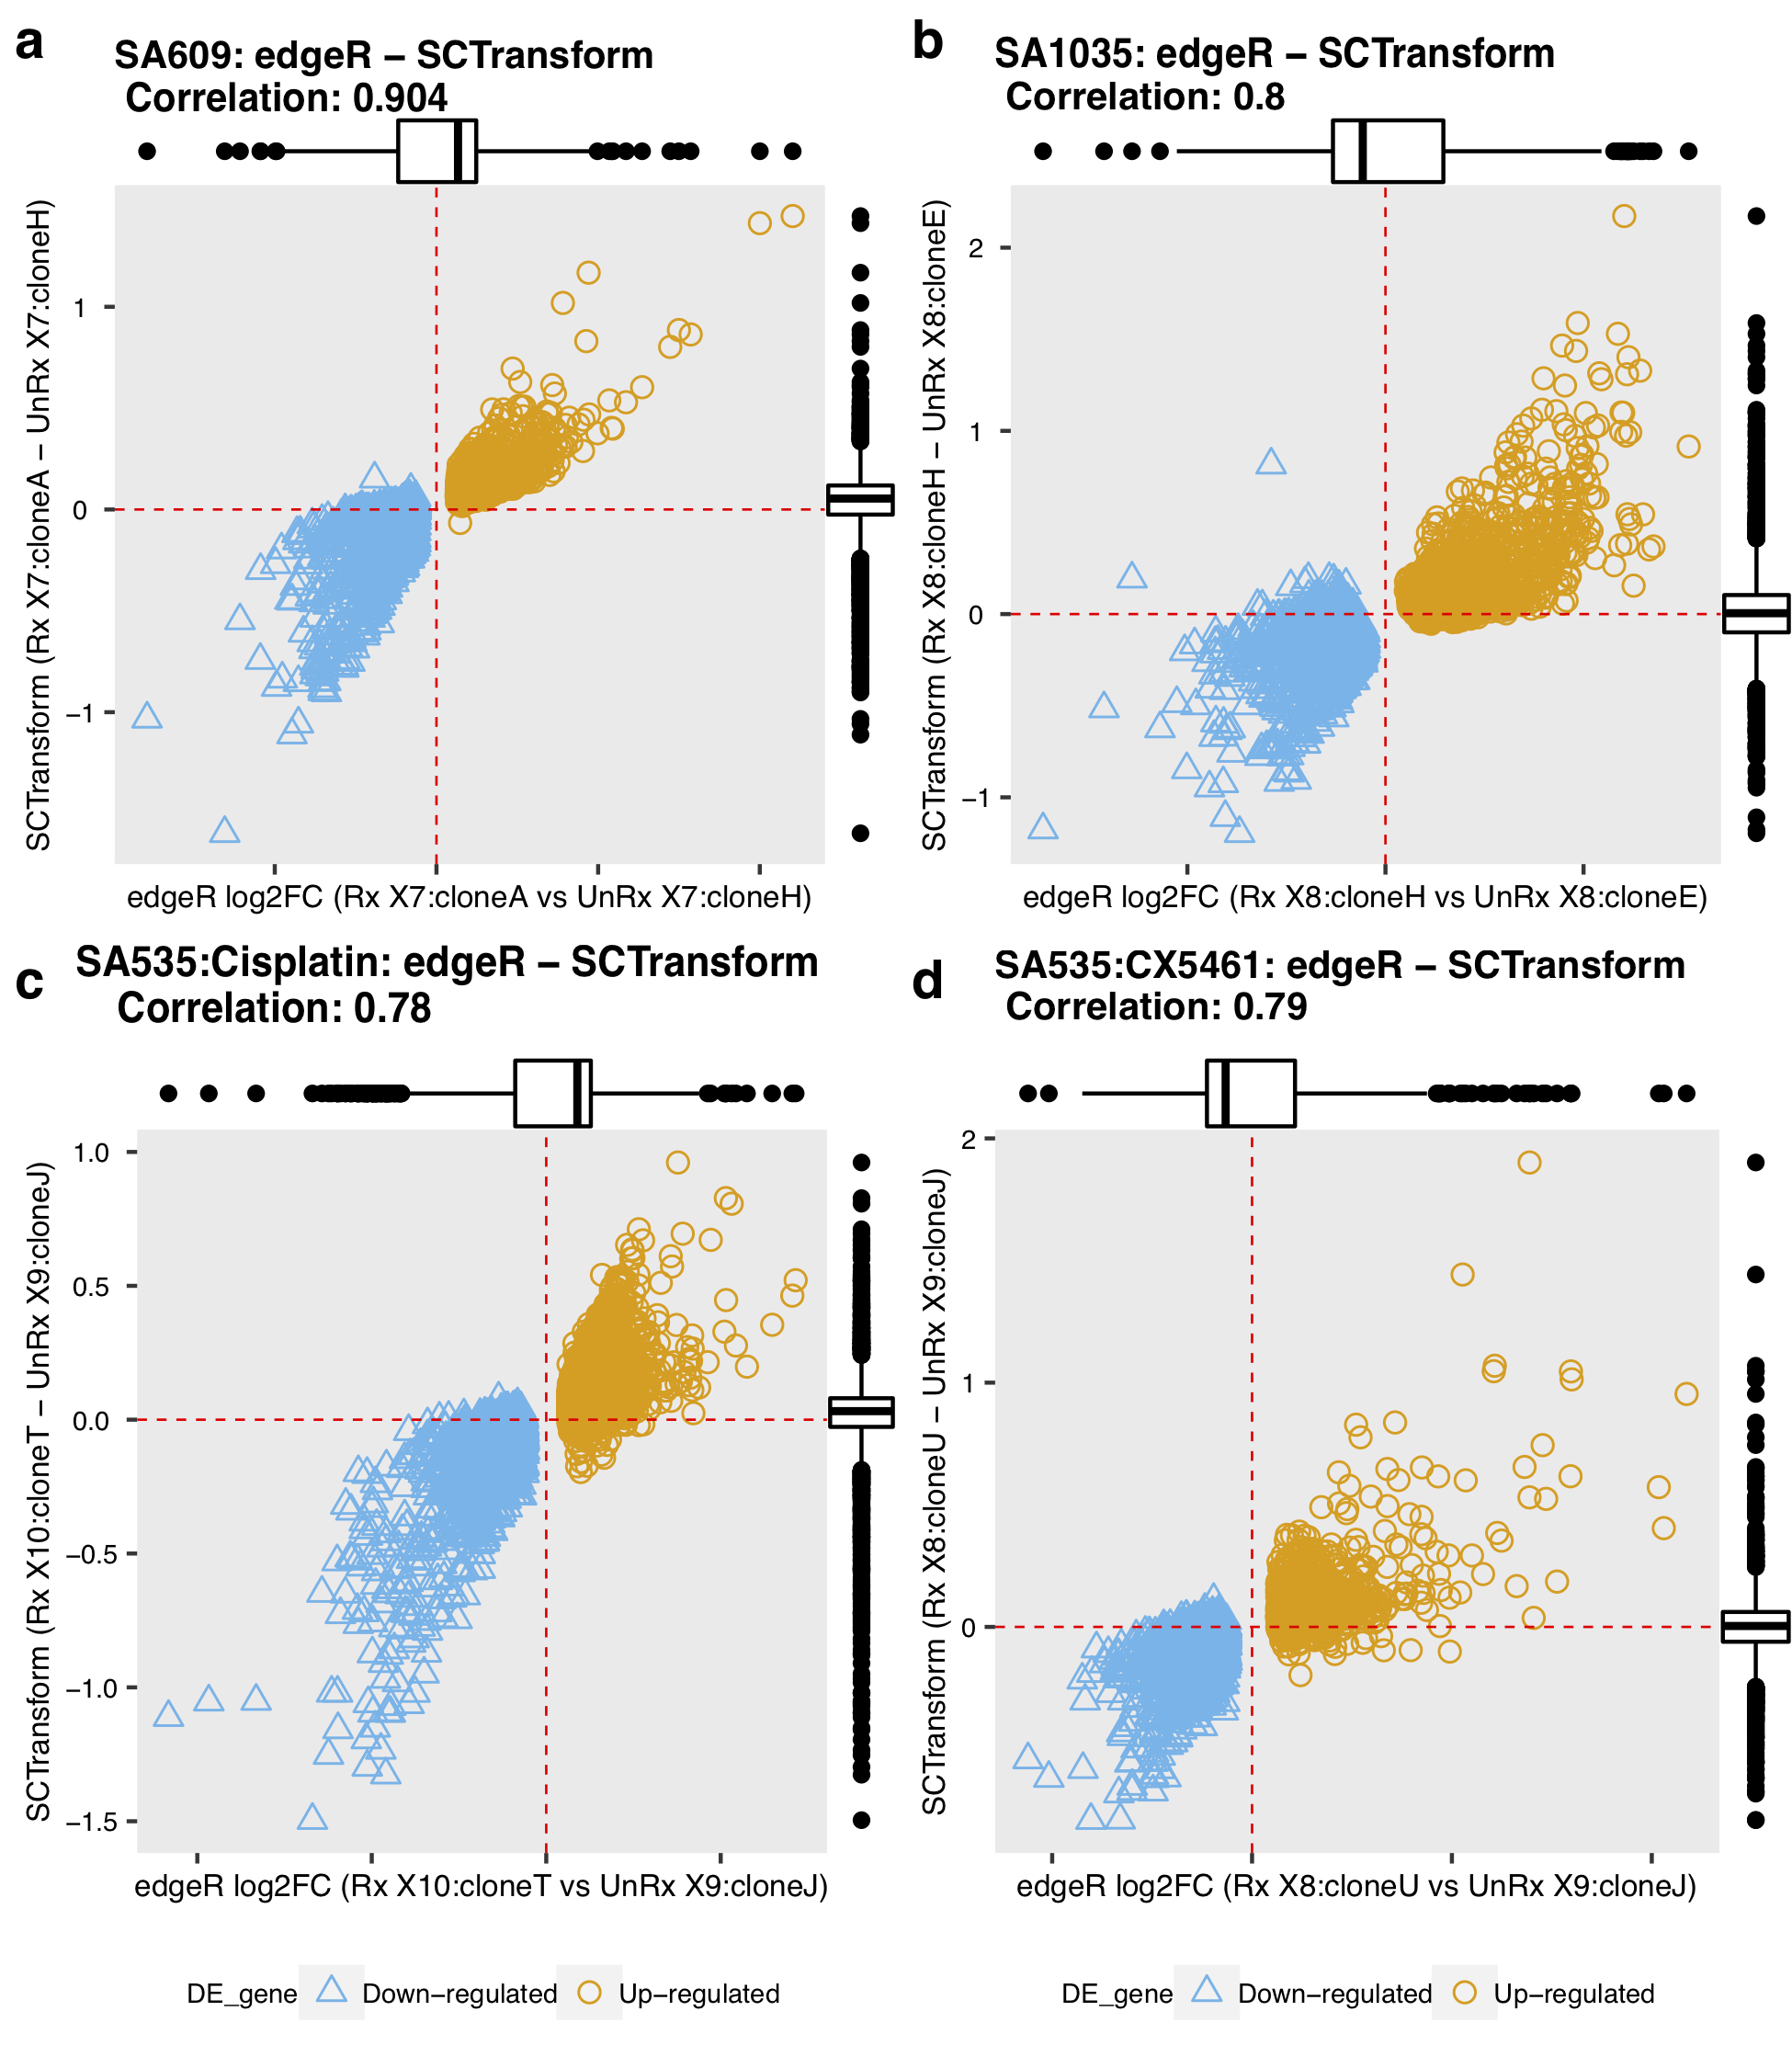 a
SA609: edgeR – SCTransform
Correlation: 0.904
SCTransform (Rx X7:cloneA – UnRx X7:cloneH)
1
0
−1
edgeR log2FC (Rx X7:cloneA vs UnRx X7:cloneH)
b
SA1035: edgeR – SCTransform
Correlation: 0.8
SCTransform (Rx X8:cloneH – UnRx X8:cloneE)
2
1
0
−1
edgeR log2FC (Rx X8:cloneH vs UnRx X8:cloneE)
c
SA535:Cisplatin: edgeR – SCTransform
Correlation: 0.78
SCTransform (Rx X10:cloneT – UnRx X9:cloneJ)
1.0
0.5
0.0
−0.5
−1.0
−1.5
edgeR log2FC (Rx X10:cloneT vs UnRx X9:cloneJ)
d
SA535:CX5461: edgeR – SCTransform
Correlation: 0.79
SCTransform (Rx X8:cloneU – UnRx X9:cloneJ)
2
1
0
edgeR log2FC (Rx X8:cloneU vs UnRx X9:cloneJ)
DE_gene Down−regulated Up−regulated
DE_gene Down−regulated Up−regulated